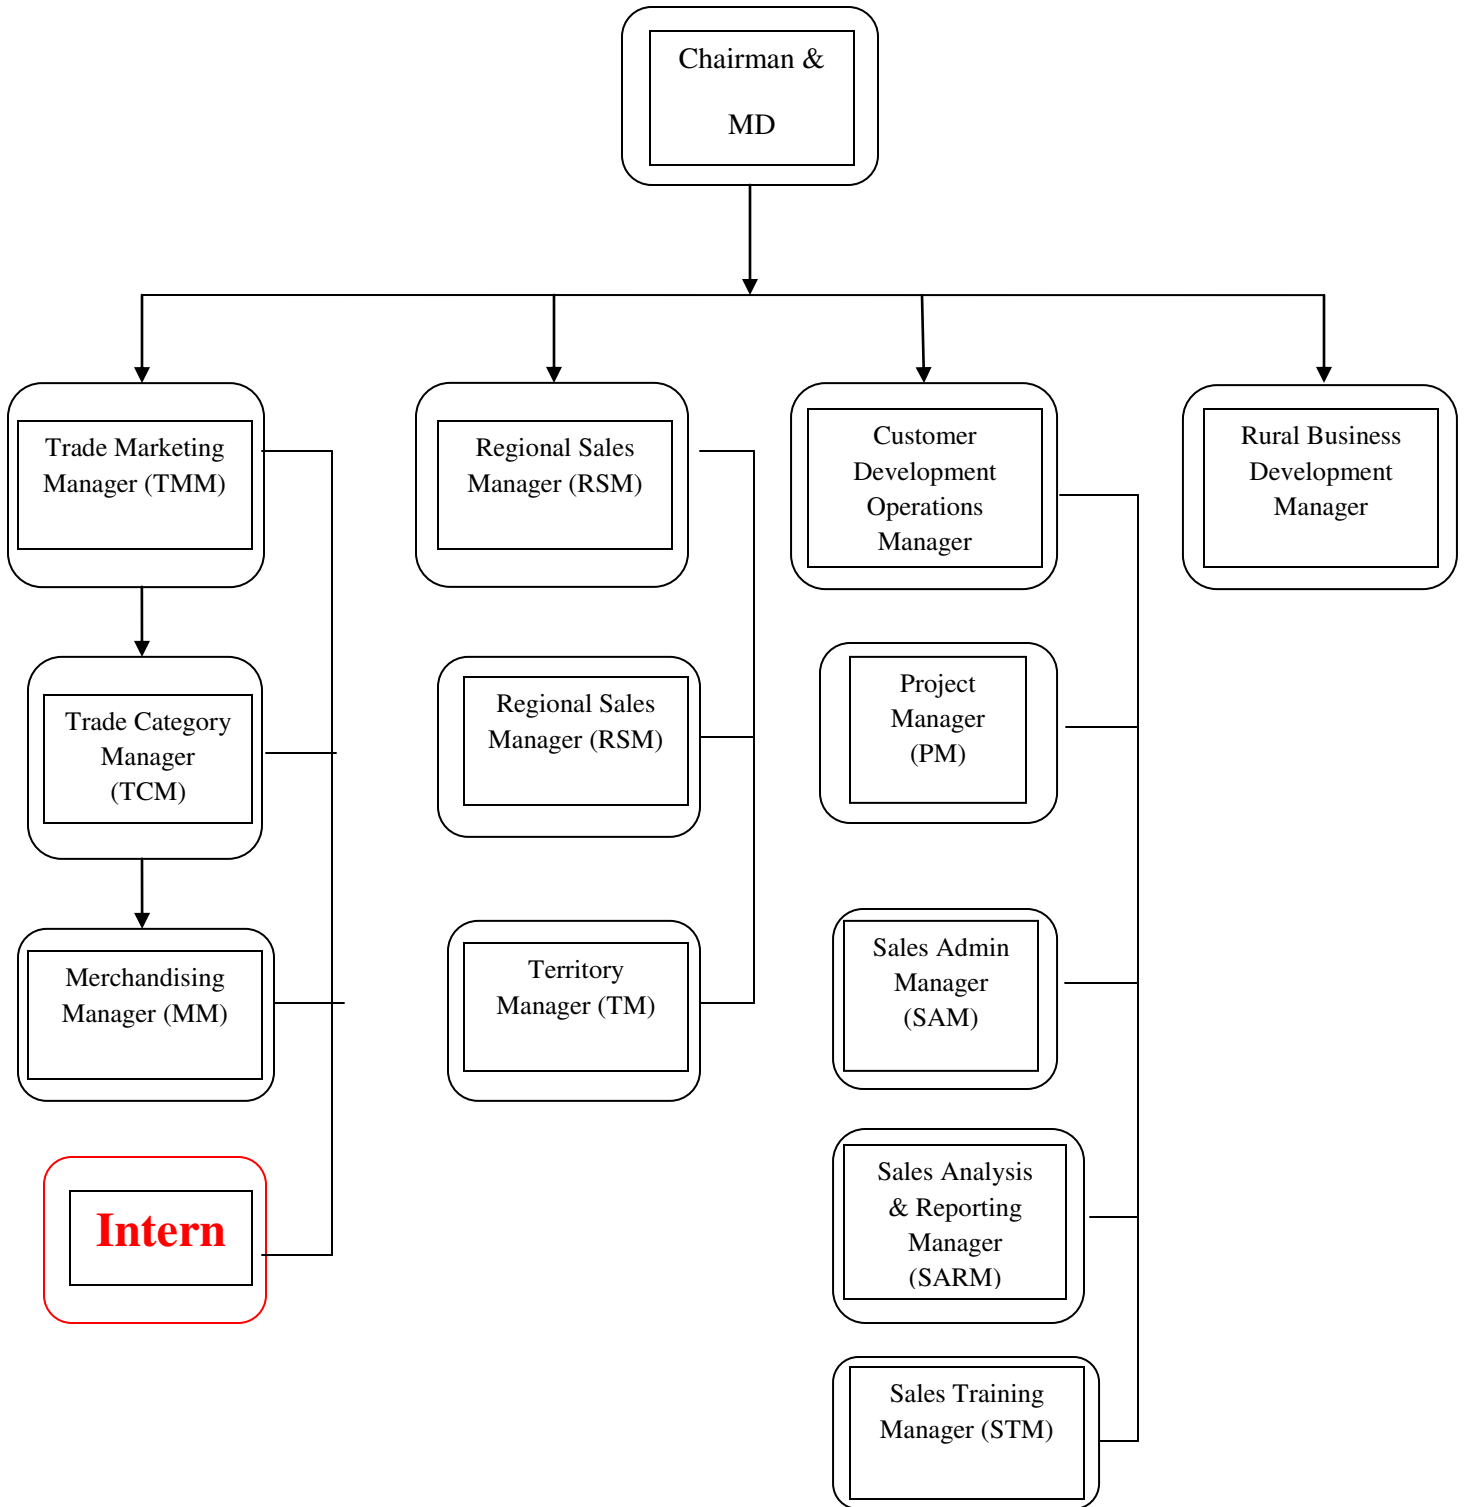 Chairman &
MD
Trade Marketing
Manager (TMM)
Regional Sales
Manager (RSM)
Customer
Development
Operations
Manager
Rural Business
Development
Manager
Trade Category
Manager
(TCM)
Regional Sales
Manager (RSM)
Project
Manager
(PM)
Merchandising
Manager (MM)
Territory
Manager (TM)
Sales Admin
Manager
(SAM)
Intern
Sales Analysis
& Reporting
Manager
(SARM)
Sales Training
Manager (STM)